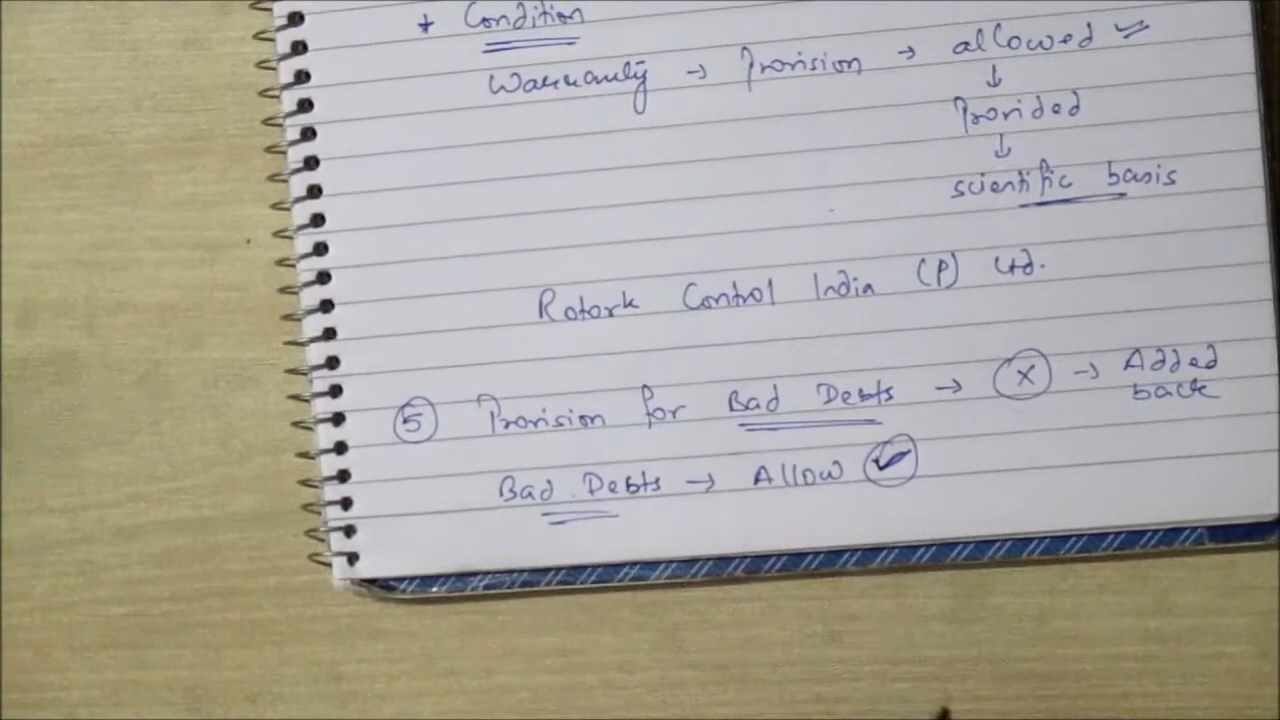 * Condition
Warranty → Provision → allowed
↓
Provided
↓
scientific basis
Rotork Control India (P) Ltd.
⑤ Provision for Bad Debts → ⓧ → Added
back
Bad Debts → Allow ✓